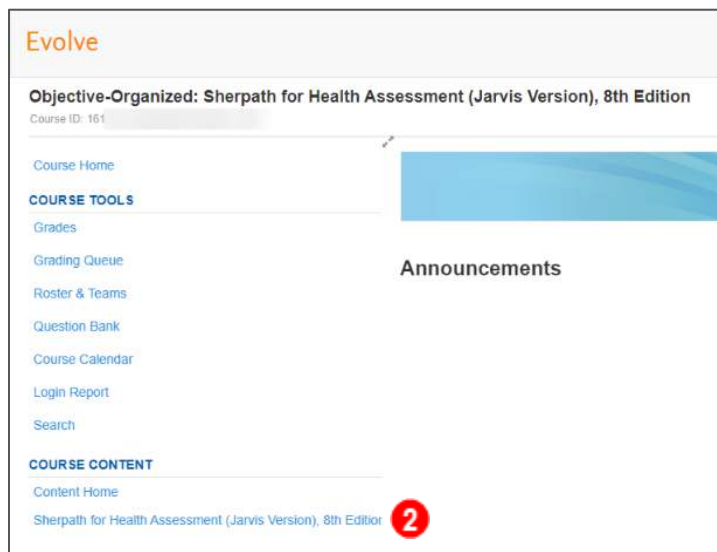 Evolve
Objective-Organized: Sherpath for Health Assessment (Jarvis Version), 8th Edition
Course ID: 161
Course Home
COURSE TOOLS
Grades
Grading Queue
Roster & Teams
Question Bank
Course Calendar
Login Report
Search
Announcements
COURSE CONTENT
Content Home
Sherpath for Health Assessment (Jarvis Version), 8th Edition
2